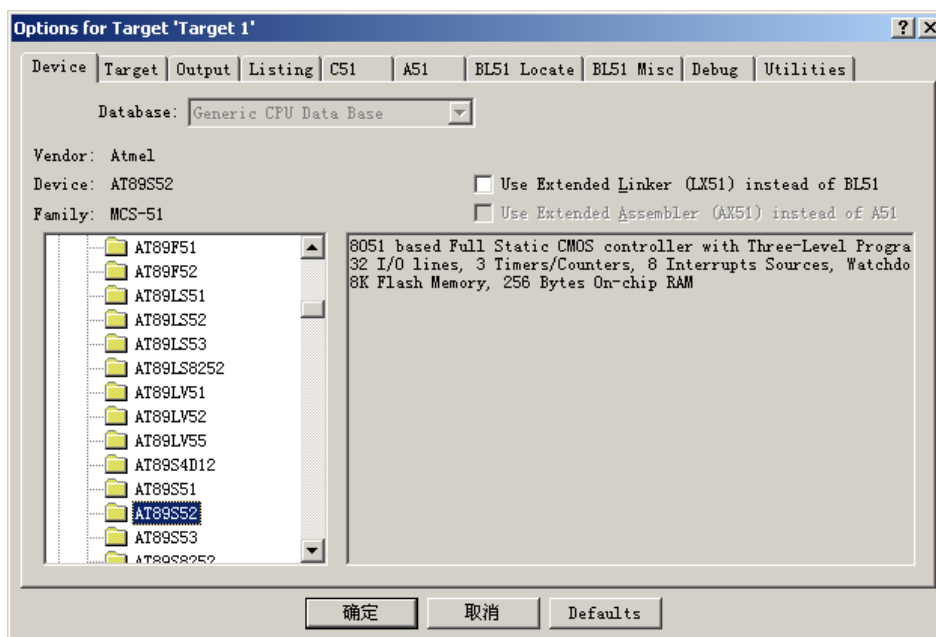 Options for Target 'Target 1'
Device Target Output Listing C51 A51 BL51 Locate BL51 Misc Debug Utilities
Database: Generic CPU Data Base
Vendor: Atmel
Device: AT89S52
Use Extended Linker (LX51) instead of BL51
Family: MCS-51
Use Extended Assembler (AX51) instead of A51
AT89F51
AT89F52
AT89LS51
AT89LS52
AT89LS53
AT89LS8252
AT89LV51
AT89LV52
AT89LV55
AT89S4D12
AT89S51
AT89S52
AT89S53
AT89S8252
8051 based Full Static CMOS controller with Three-Level Progra
32 I/O lines, 3 Timers/Counters, 8 Interrupts Sources, Watchdo
8K Flash Memory, 256 Bytes On-chip RAM
确定 取消 Defaults